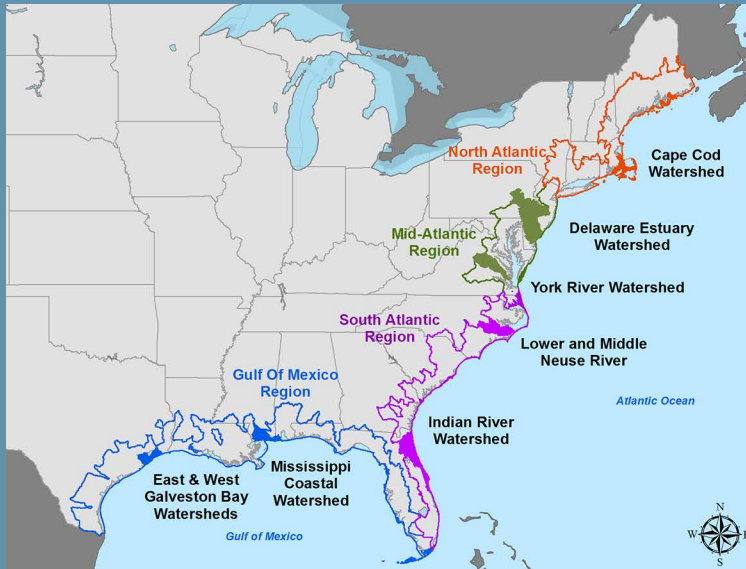 North Atlantic
Region
Cape Cod
Watershed
Mid-Atlantic
Region
Delaware Estuary
Watershed
York River Watershed
South Atlantic
Region
Lower and Middle
Neuse River
Gulf Of Mexico
Region
Atlantic Ocean
Indian River
Watershed
East & West
Galveston Bay
Watersheds
Mississippi
Coastal
Watershed
Gulf of Mexico
N
W
E
S